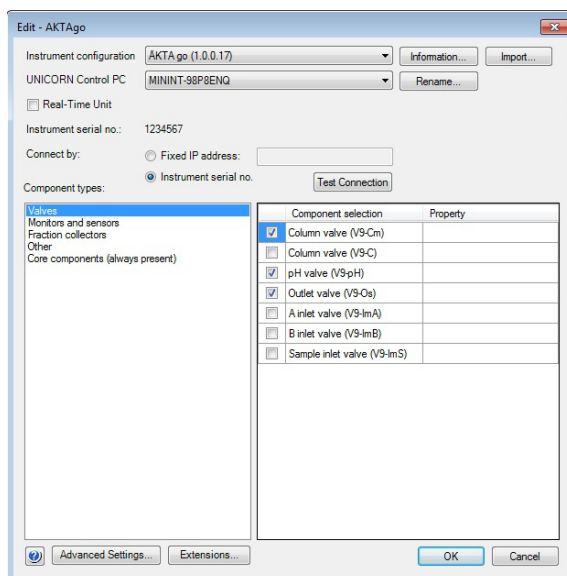 Edit - AKTAgo
Instrument configuration ÄKTA go (1.0.0.17) Information... Import...
UNICORN Control PC MININT-98P8ENQ Rename...
Real-Time Unit
Instrument serial no.: 1234567
Connect by: Fixed IP address:
Instrument serial no. Test Connection
Component types:
Valves
Monitors and sensors
Fraction collectors
Other
Core components (always present)
Component selection Property
Column valve (V9-Cm)
Column valve (V9-C)
pH valve (V9-pH)
Outlet valve (V9-Os)
A inlet valve (V9-ImA)
B inlet valve (V9-ImB)
Sample inlet valve (V9-ImS)
Advanced Settings... Extensions... OK Cancel